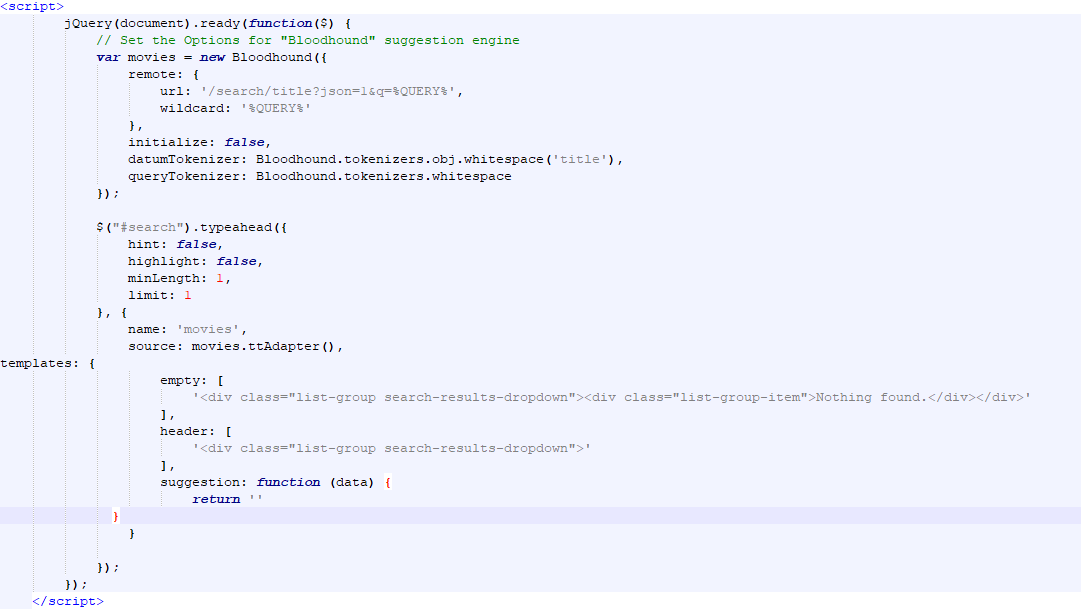 <script>
jQuery(document).ready(function($) {
// Set the Options for "Bloodhound" suggestion engine
var movies = new Bloodhound({
remote: {
url: '/search/title?json=1&q=%QUERY%',
wildcard: '%QUERY%'
},
initialize: false,
datumTokenizer: Bloodhound.tokenizers.obj.whitespace('title'),
queryTokenizer: Bloodhound.tokenizers.whitespace
});
$("#search").typeahead({
hint: false,
highlight: false,
minLength: 1,
limit: 1
}, {
name: 'movies',
source: movies.ttAdapter(),
templates: {
empty: [
'<div class="list-group search-results-dropdown"><div class="list-group-item">Nothing found.</div></div>'
],
header: [
'<div class="list-group search-results-dropdown">'
],
suggestion: function (data) {
return ''
}
}
});
});
</script>